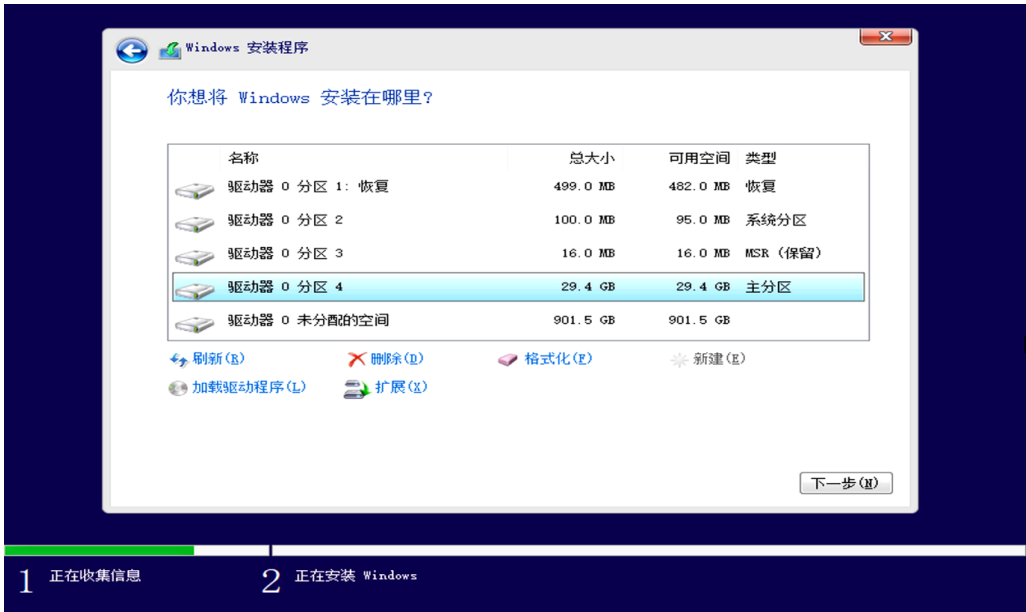 Windows 安装程序
你想将 Windows 安装在哪里?
名称 总大小 可用空间 类型
驱动器 0 分区 1: 恢复 499.0 MB 482.0 MB 恢复
驱动器 0 分区 2 100.0 MB 95.0 MB 系统分区
驱动器 0 分区 3 16.0 MB 16.0 MB MSR (保留)
驱动器 0 分区 4 29.4 GB 29.4 GB 主分区
驱动器 0 未分配的空间 901.5 GB 901.5 GB
刷新(R) 删除(D) 格式化(F) 新建(E)
加载驱动程序(L) 扩展(X)
下一步(N)
1 正在收集信息 2 正在安装 Windows